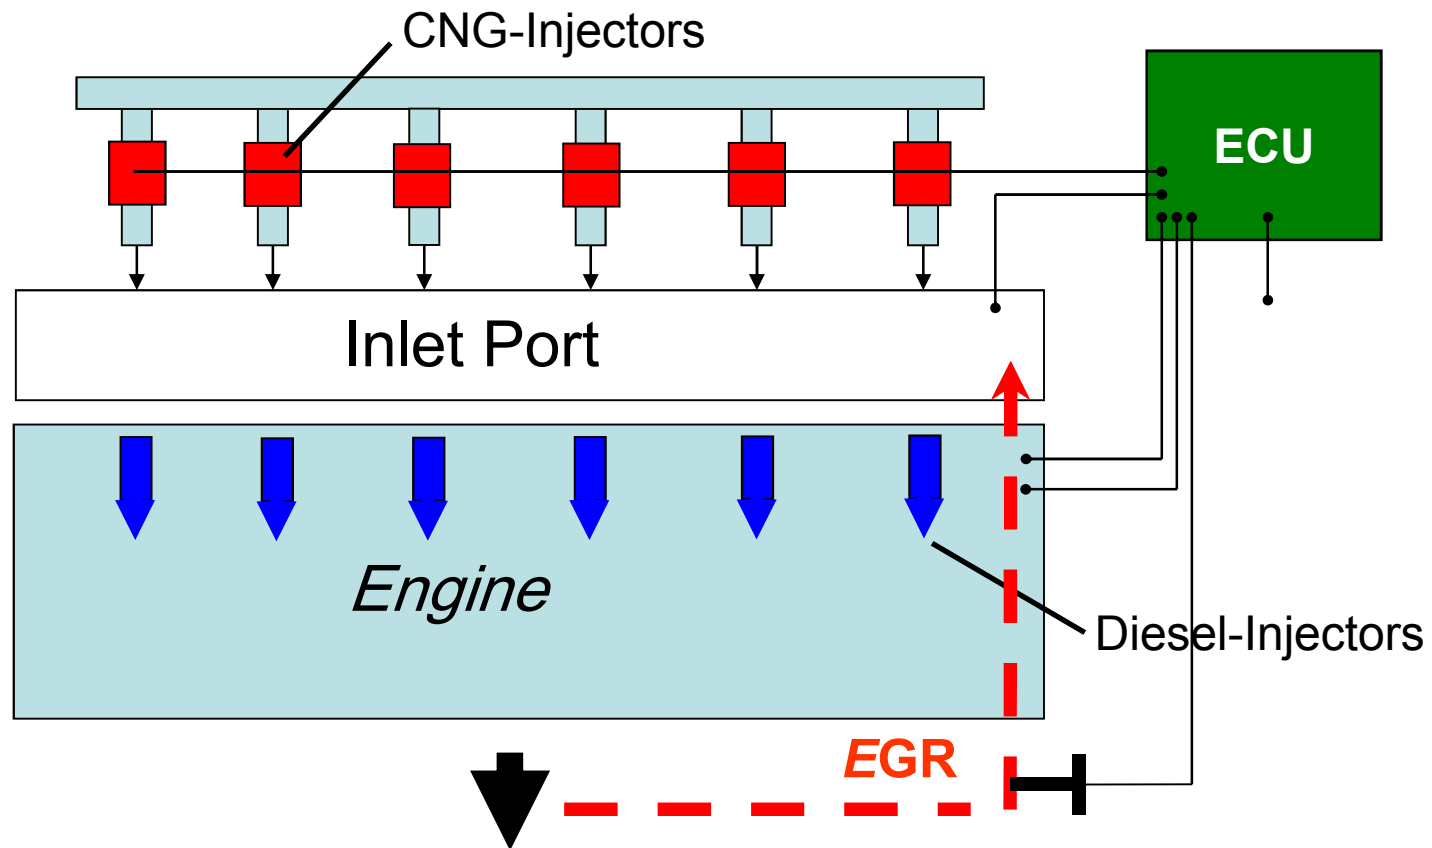 CNG-Injectors
ECU
Inlet Port
Engine
Diesel-Injectors
EGR